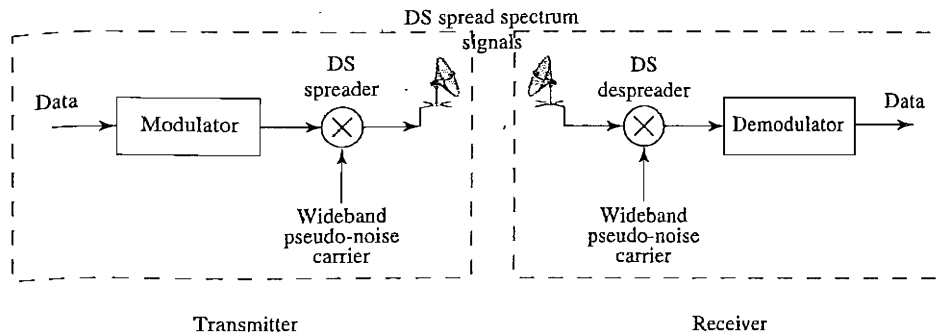 DS spread spectrum
signals
DS
spreader
Data
Modulator
Wideband
pseudo-noise
carrier
Transmitter
DS
despreader
Data
Demodulator
Wideband
pseudo-noise
carrier
Receiver